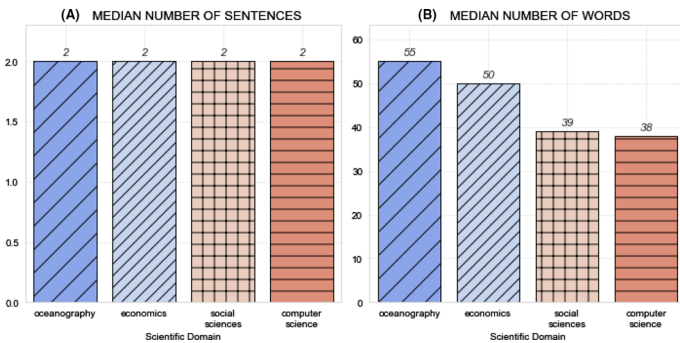 (A) MEDIAN NUMBER OF SENTENCES
2 2 2 2
2.0
1.5
1.0
0.5
0.0
oceanography economics social sciences computer science
Scientific Domain
(B) MEDIAN NUMBER OF WORDS
55
50
39
38
60
50
40
30
20
10
0
oceanography economics social sciences computer science
Scientific Domain